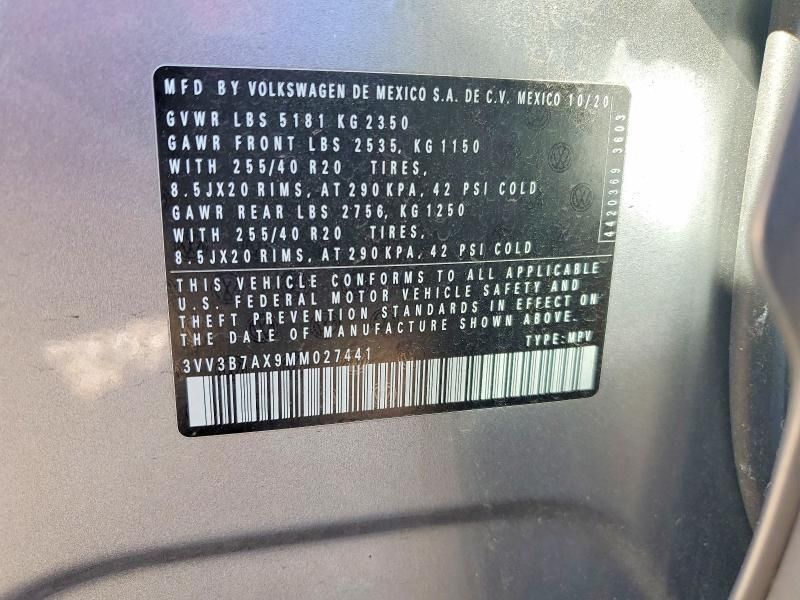 MFD BY VOLKSWAGEN DE MEXICO S.A. DE C.V. MEXICO 10/20
GVWR LBS 5181 KG 2350
GAWR FRONT LBS 2535, KG 1150
WITH 255/40 R20 TIRES,
8.5JX20 RIMS, AT 290 KPA, 42 PSI COLD
GAWR REAR LBS 2756, KG 1250
WITH 255/40 R20 TIRES,
8.5JX20 RIMS, AT 290 KPA, 42 PSI COLD
4420369 3603
THIS VEHICLE CONFORMS TO ALL APPLICABLE
U.S. FEDERAL MOTOR VEHICLE SAFETY AND
THEFT PREVENTION STANDARDS IN EFFECT ON
THE DATE OF MANUFACTURE SHOWN ABOVE.
TYPE: MPV
3VV3B7AX9MM027441